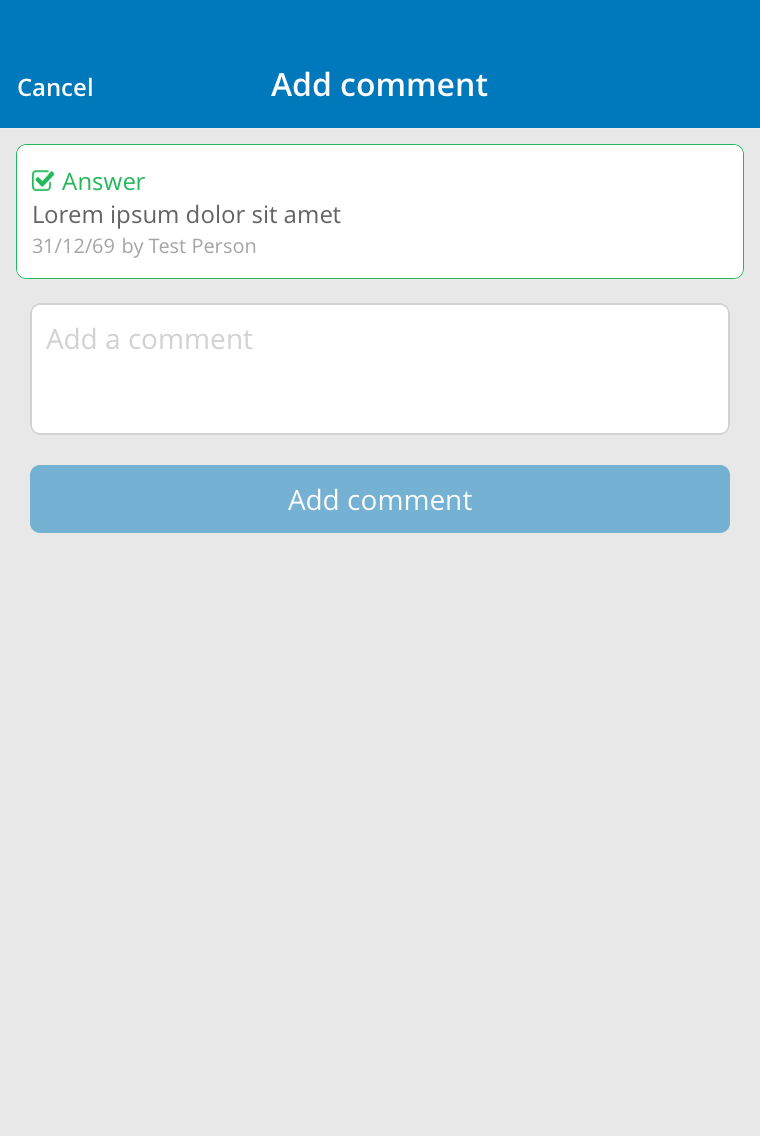 Cancel
Add comment
Answer
Lorem ipsum dolor sit amet
31/12/69 by Test Person
Add a comment
Add comment